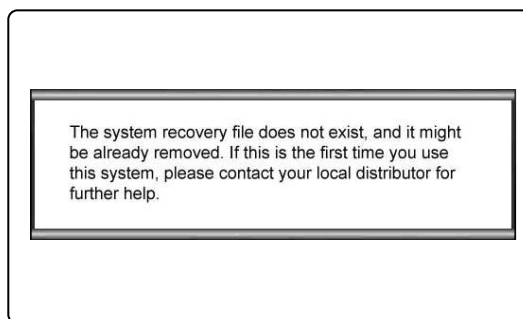 The system recovery file does not exist, and it might
be already removed. If this is the first time you use
this system, please contact your local distributor for
further help.